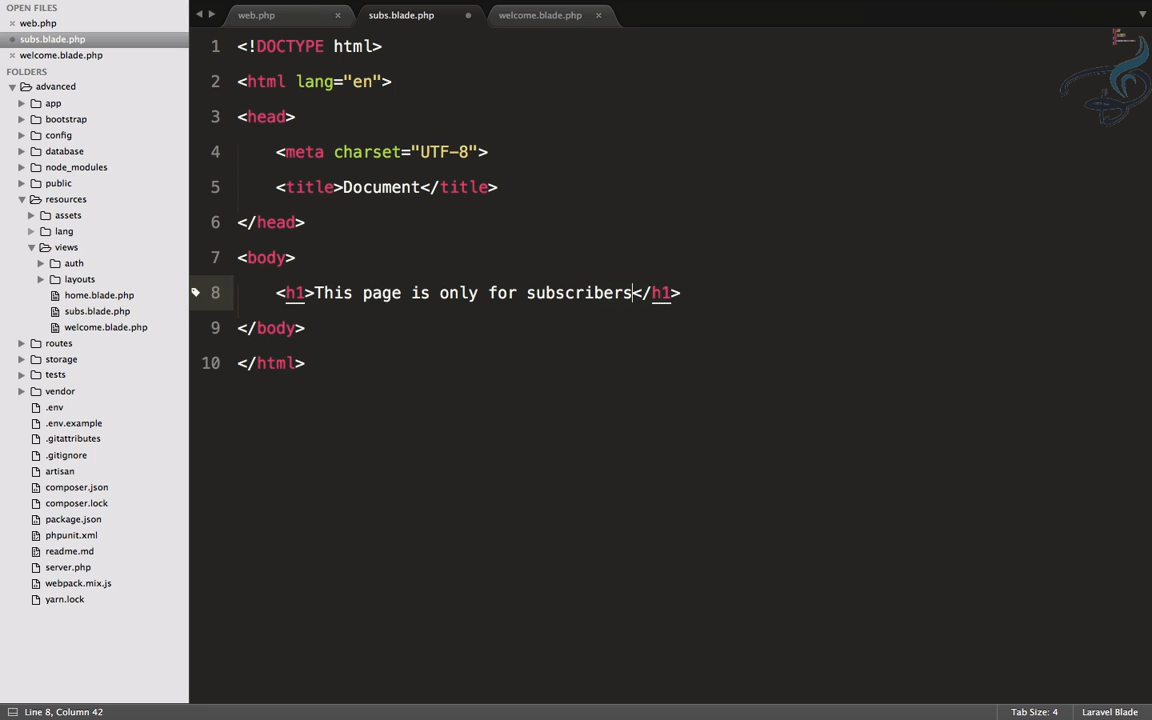 OPEN FILES
web.php
subs.blade.php
welcome.blade.php
FOLDERS
advanced
app
bootstrap
config
database
node_modules
public
resources
assets
lang
views
auth
layouts
home.blade.php
subs.blade.php
welcome.blade.php
routes
storage
tests
vendor
.env
.env.example
.gitattributes
.gitignore
artisan
composer.json
composer.lock
package.json
phpunit.xml
readme.md
server.php
webpack.mix.js
yarn.lock
web.php subs.blade.php welcome.blade.php
1 <!DOCTYPE html>
2 <html lang="en">
3 <head>
4 <meta charset="UTF-8">
5 <title>Document</title>
6 </head>
7 <body>
8 <h1>This page is only for subscribers</h1>
9 </body>
10 </html>
Line 8, Column 42 Tab Size: 4 Laravel Blade